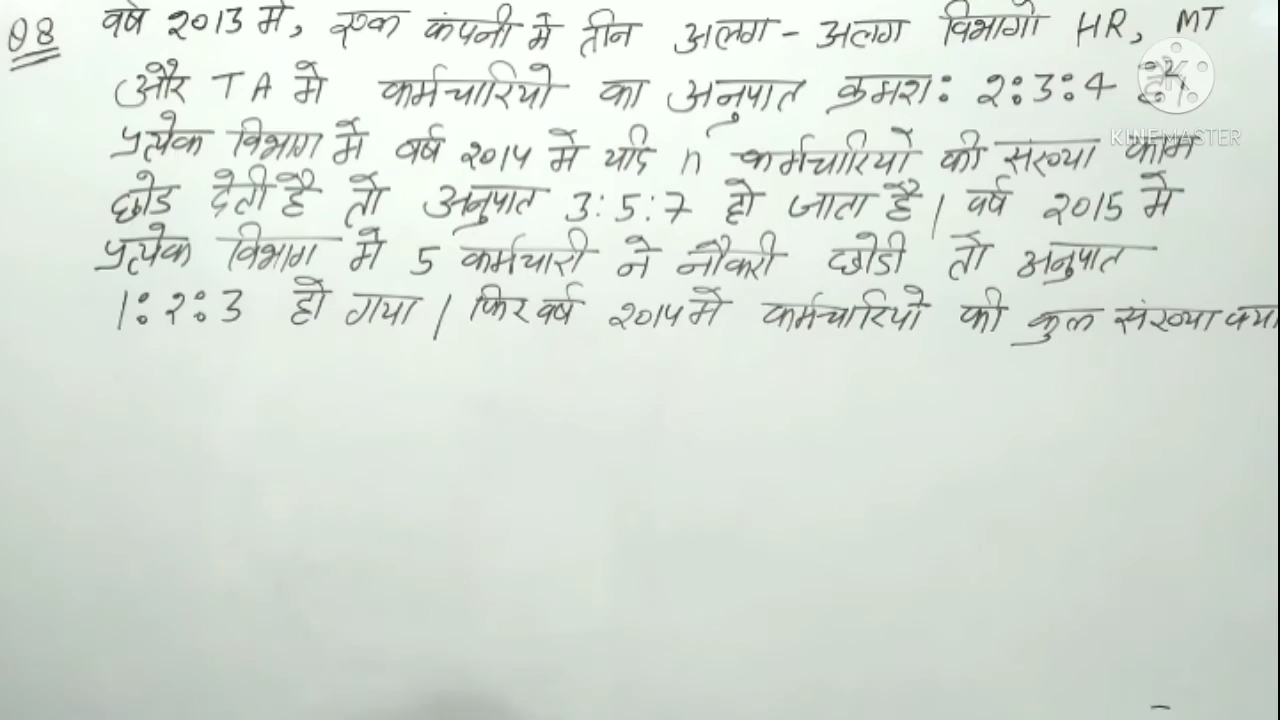 Q8 वर्ष 2013 मे, एक कंपनी मे तीन अलग - अलग विभागो HR, MT
और TA मे कर्मचारियो का अनुपात क्रमश: 2:3:4 है।
KINEMASTER
प्रत्येक विभाग मे वर्ष 2014 मे यदि n कर्मचारियो की संख्या काम
छोड देती है तो अनुपात 3:5:7 हो जाता है। वर्ष 2015 मे
प्रत्येक विभाग मे 5 कर्मचारी ने नौकरी छोडी तो अनुपात
1:2:3 हो गया। फिर वर्ष 2014 मे कर्मचारियो की कुल संख्या क्या